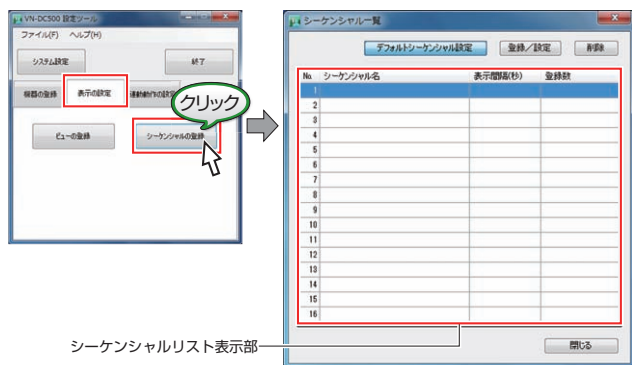 VN-DC500 設定ツール
ファイル(F) ヘルプ(H)
システム設定
終了
機器の登録
表示の設定
連動動作の設定
クリック
ビューの登録
シーケンシャルの登録
シーケンシャル一覧
デフォルトシーケンシャル設定
登録／設定
削除
No. シーケンシャル名 表示間隔(秒) 登録数
1
2
3
4
5
6
7
8
9
10
11
12
13
14
15
16
シーケンシャルリスト表示部
閉じる